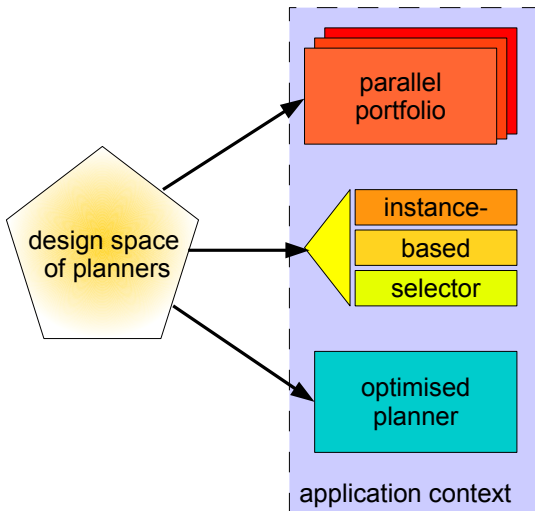 parallel
portfolio
design space
of planners
instance-
based
selector
optimised
planner
application context